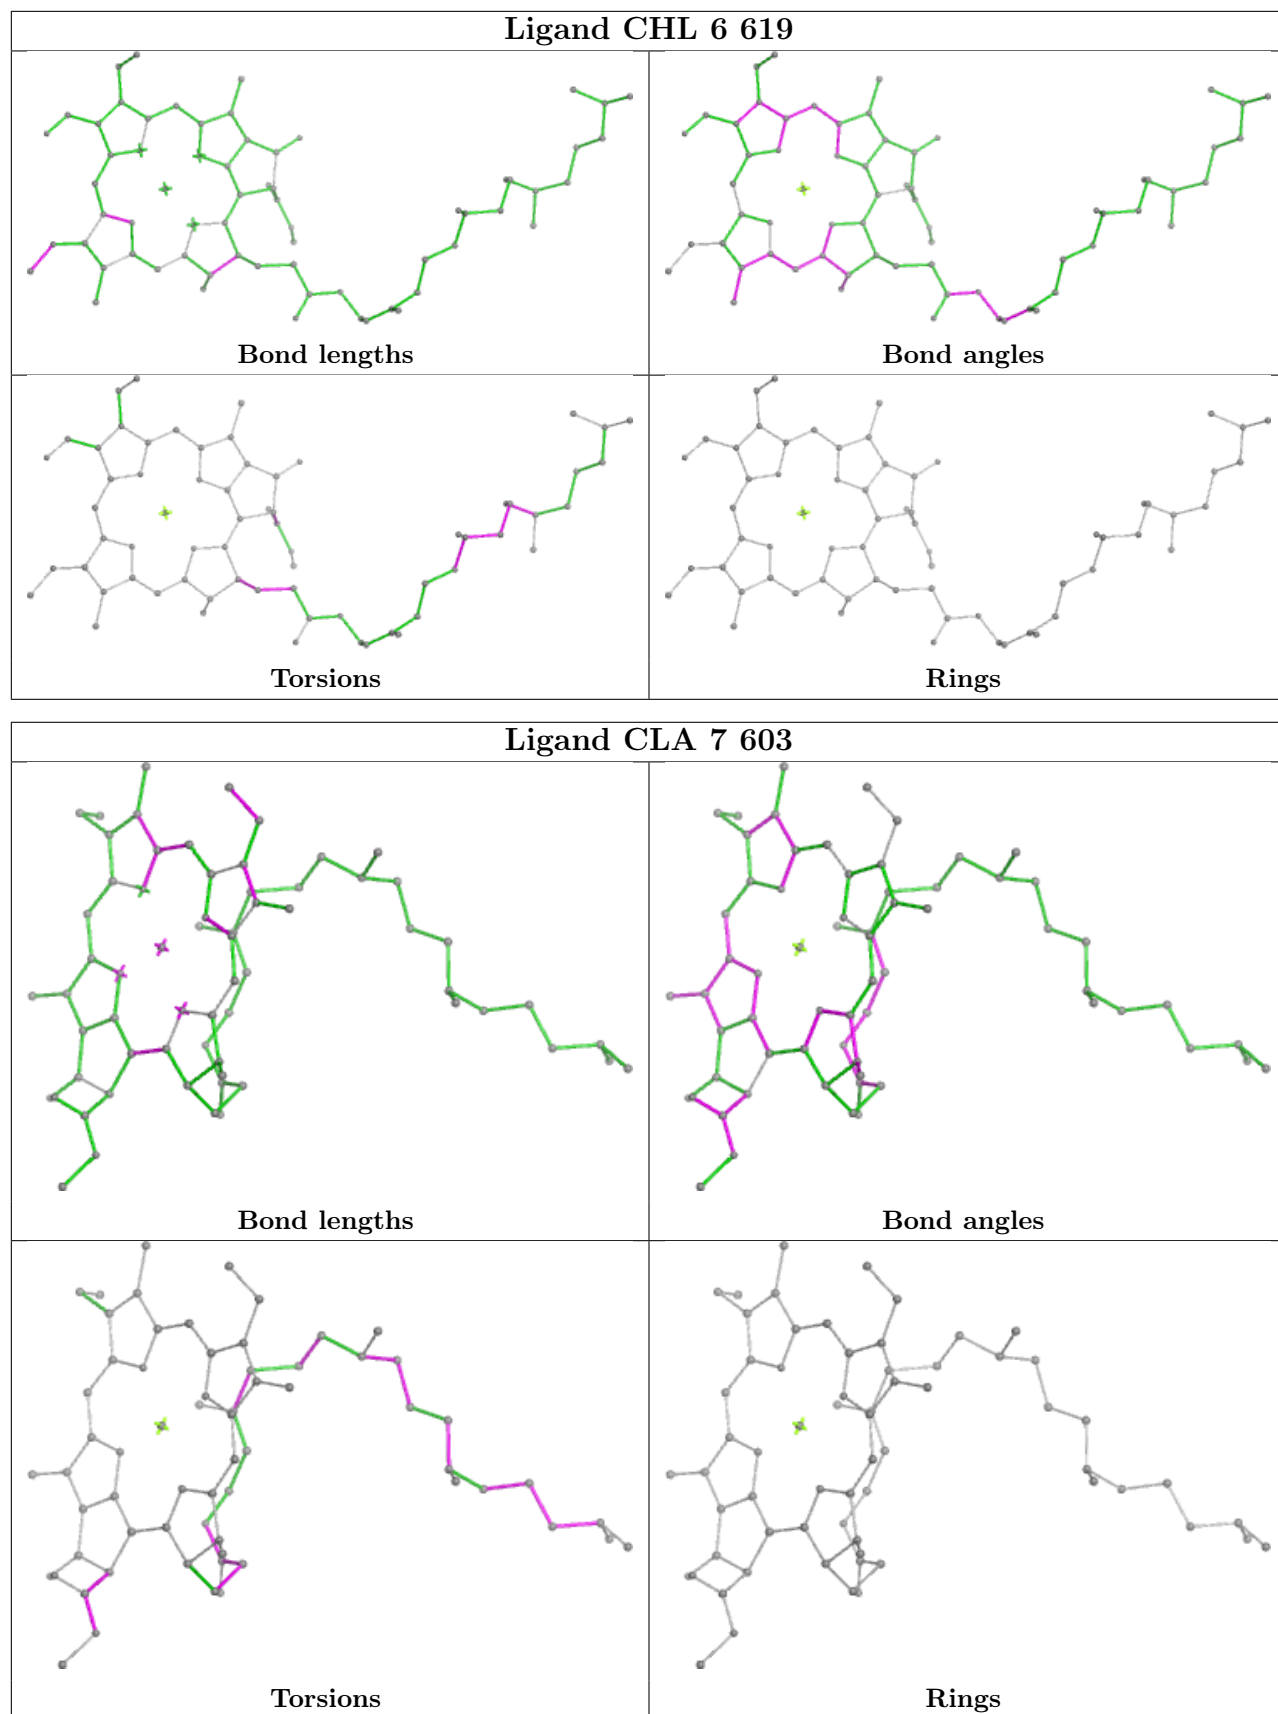 Ligand CHL 6 619
Bond lengths
Bond angles
Torsions
Rings
Ligand CLA 7 603
Bond lengths
Bond angles
Torsions
Rings